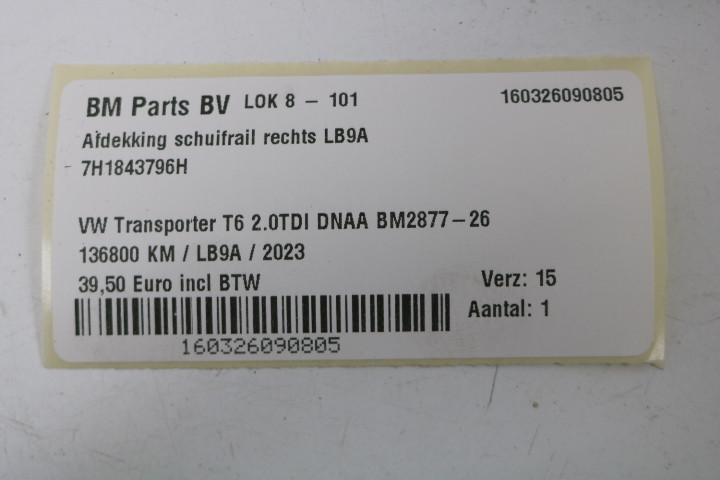 BM Parts BV LOK 8 - 101 160326090805
Afdekking schuifrail rechts LB9A
7H1843796H
VW Transporter T6 2.0TDI DNAA BM2877-26
136800 KM / LB9A / 2023
39,50 Euro incl BTW Verz: 15
Aantal: 1
160326090805